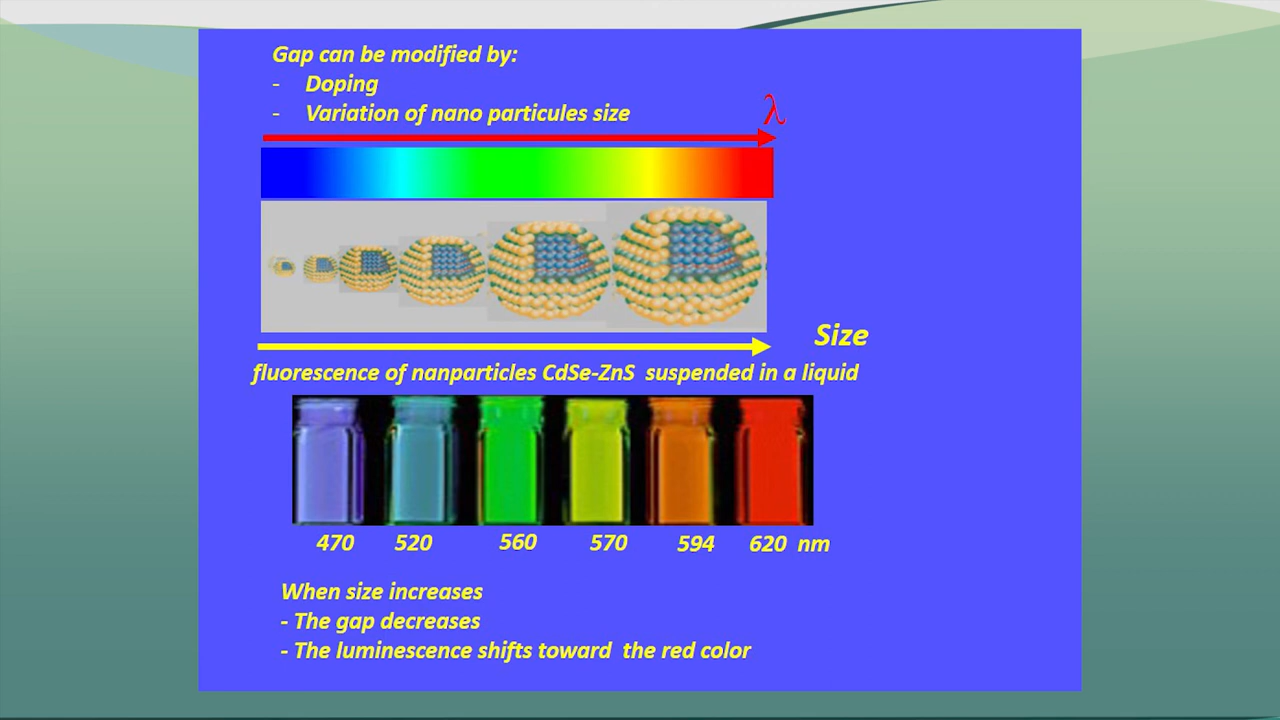 Gap can be modified by:
- Doping
- Variation of nano particules size
λ
Size
fluorescence of nanparticles CdSe-ZnS suspended in a liquid
470 520 560 570 594 620 nm
When size increases
- The gap decreases
- The luminescence shifts toward the red color